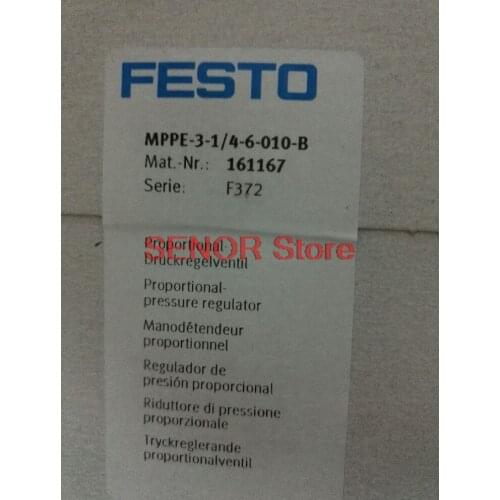 FESTO
MPPE-3-1/4-6-010-B
Mat.-Nr.: 161167
Serie: F372
SENOR Store
Proportional-
Druckregelventil
Proportional-
pressure regulator
Manodétendeur
proportionnel
Regulador de
presión proporcional
Riduttore di pressione
proporzionale
Tryckreglerande
proportionalventil